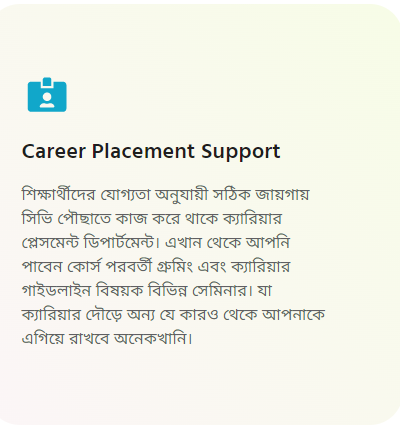 Career Placement Support
শিক্ষার্থীদের যোগ্যতা অনুযায়ী সঠিক জায়গায়
সিভি পৌছাতে কাজ করে থাকে ক্যারিয়ার
প্লেসমেন্ট ডিপার্টমেন্ট। এখান থেকে আপনি
পাবেন কোর্স পরবর্তী গ্রুমিং এবং ক্যারিয়ার
গাইডলাইন বিষয়ক বিভিন্ন সেমিনার। যা
ক্যারিয়ার দৌড়ে অন্য যে কারও থেকে আপনাকে
এগিয়ে রাখবে অনেকখানি।